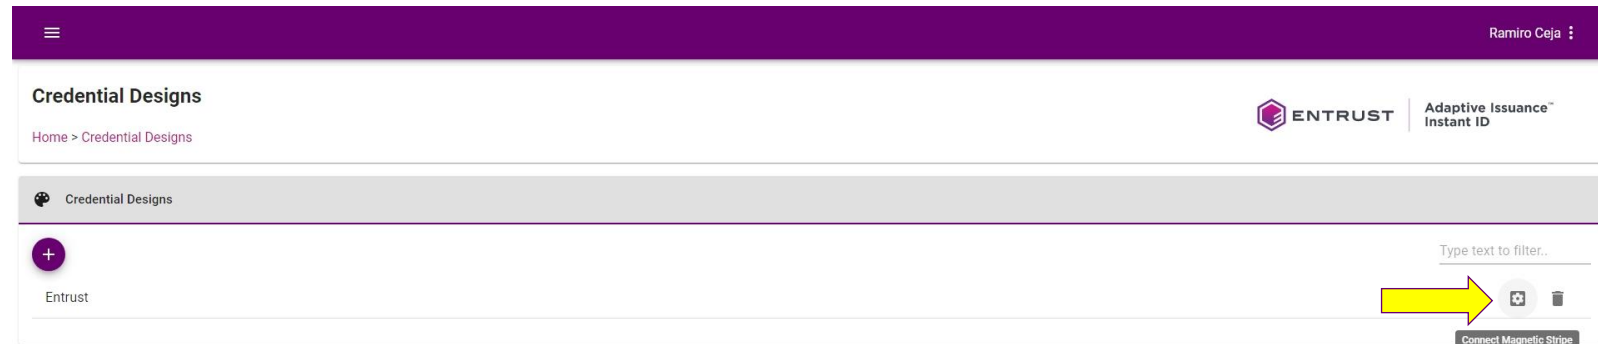 Ramiro Ceja
Credential Designs
Home > Credential Designs
ENTRUST
Adaptive Issuance™
Instant ID
Credential Designs
Type text to filter..
Entrust
Connect Magnetic Stripe